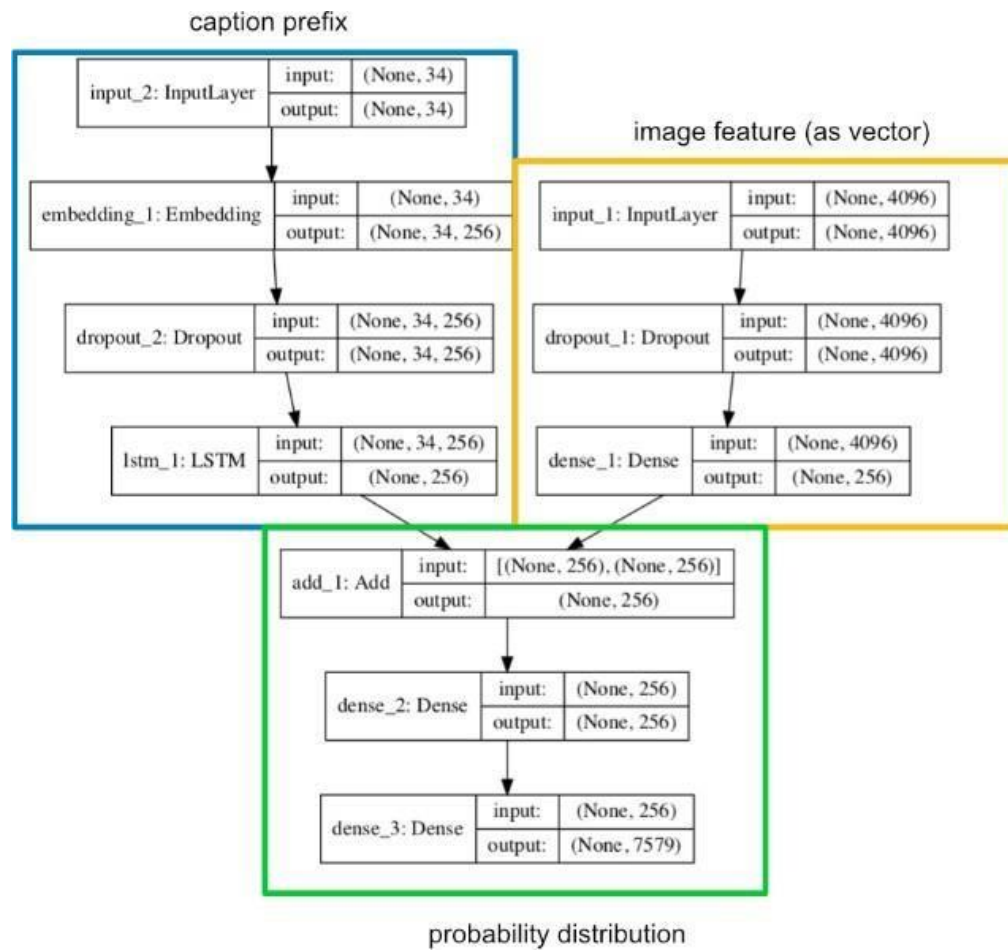 caption prefix
input_2: InputLayer
input: (None, 34)
output: (None, 34)
embedding_1: Embedding
input: (None, 34)
output: (None, 34, 256)
dropout_2: Dropout
input: (None, 34, 256)
output: (None, 34, 256)
lstm_1: LSTM
input: (None, 34, 256)
output: (None, 256)
image feature (as vector)
input_1: InputLayer
input: (None, 4096)
output: (None, 4096)
dropout_1: Dropout
input: (None, 4096)
output: (None, 4096)
dense_1: Dense
input: (None, 4096)
output: (None, 256)
add_1: Add
input: [(None, 256), (None, 256)]
output: (None, 256)
dense_2: Dense
input: (None, 256)
output: (None, 256)
dense_3: Dense
input: (None, 256)
output: (None, 7579)
probability distribution